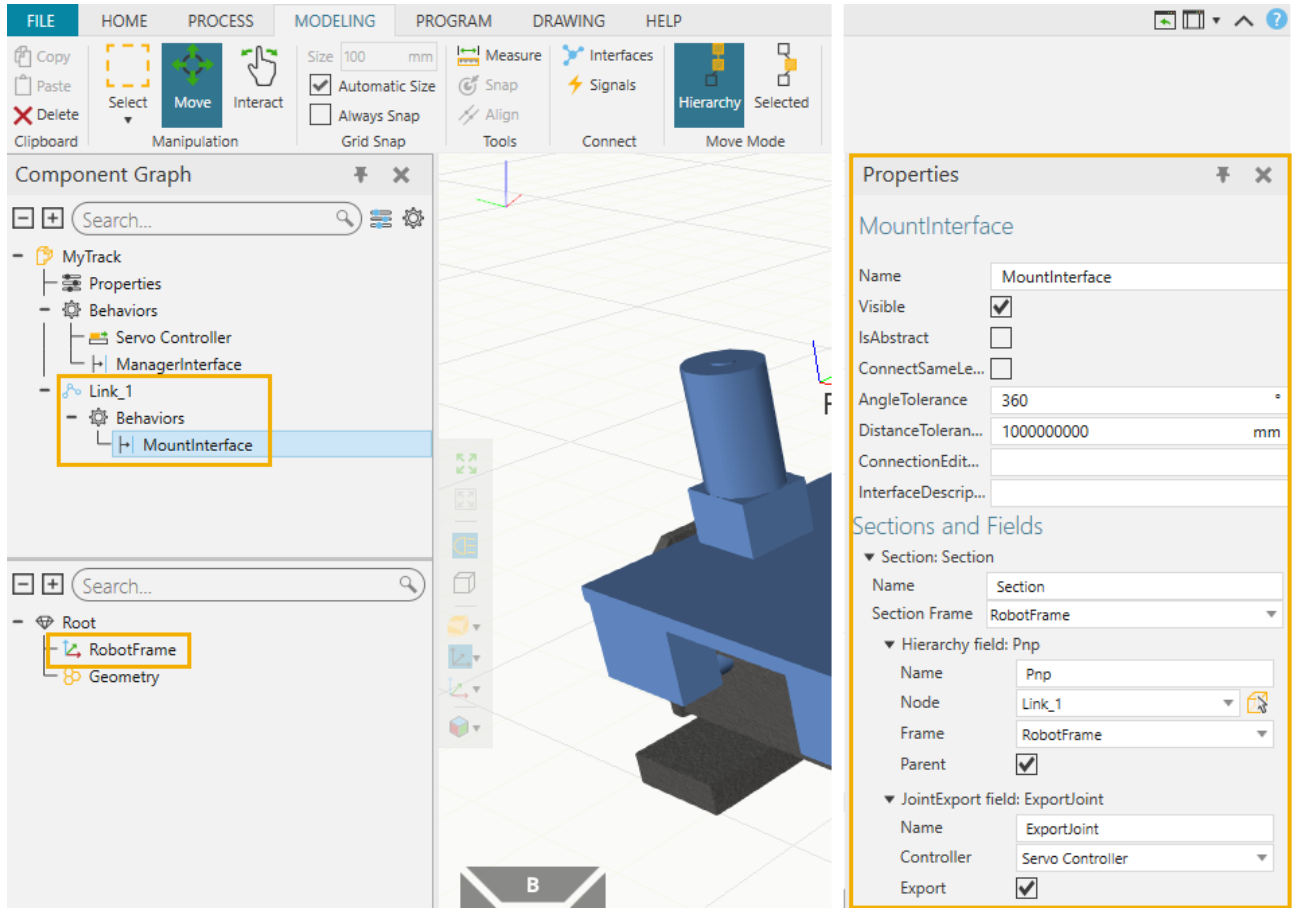 FILE HOME PROCESS MODELING PROGRAM DRAWING HELP
Copy
Paste
Delete
Clipboard
Select
Move
Interact
Manipulation
Size 100 mm
Automatic Size
Always Snap
Grid Snap
Measure
Snap
Align
Tools
Interfaces
Signals
Connect
Hierarchy
Selected
Move Mode
Component Graph
Search...
MyTrack
Properties
Behaviors
Servo Controller
ManagerInterface
Link_1
Behaviors
MountInterface
Search...
Root
RobotFrame
Geometry
B
Properties
MountInterface
Name MountInterface
Visible
IsAbstract
ConnectSameLe...
AngleTolerance 360 °
DistanceToleran... 1000000000 mm
ConnectionEdit...
InterfaceDescrip...
Sections and Fields
Section: Section
Name Section
Section Frame RobotFrame
Hierarchy field: Pnp
Name Pnp
Node Link_1
Frame RobotFrame
Parent
JointExport field: ExportJoint
Name ExportJoint
Controller Servo Controller
Export